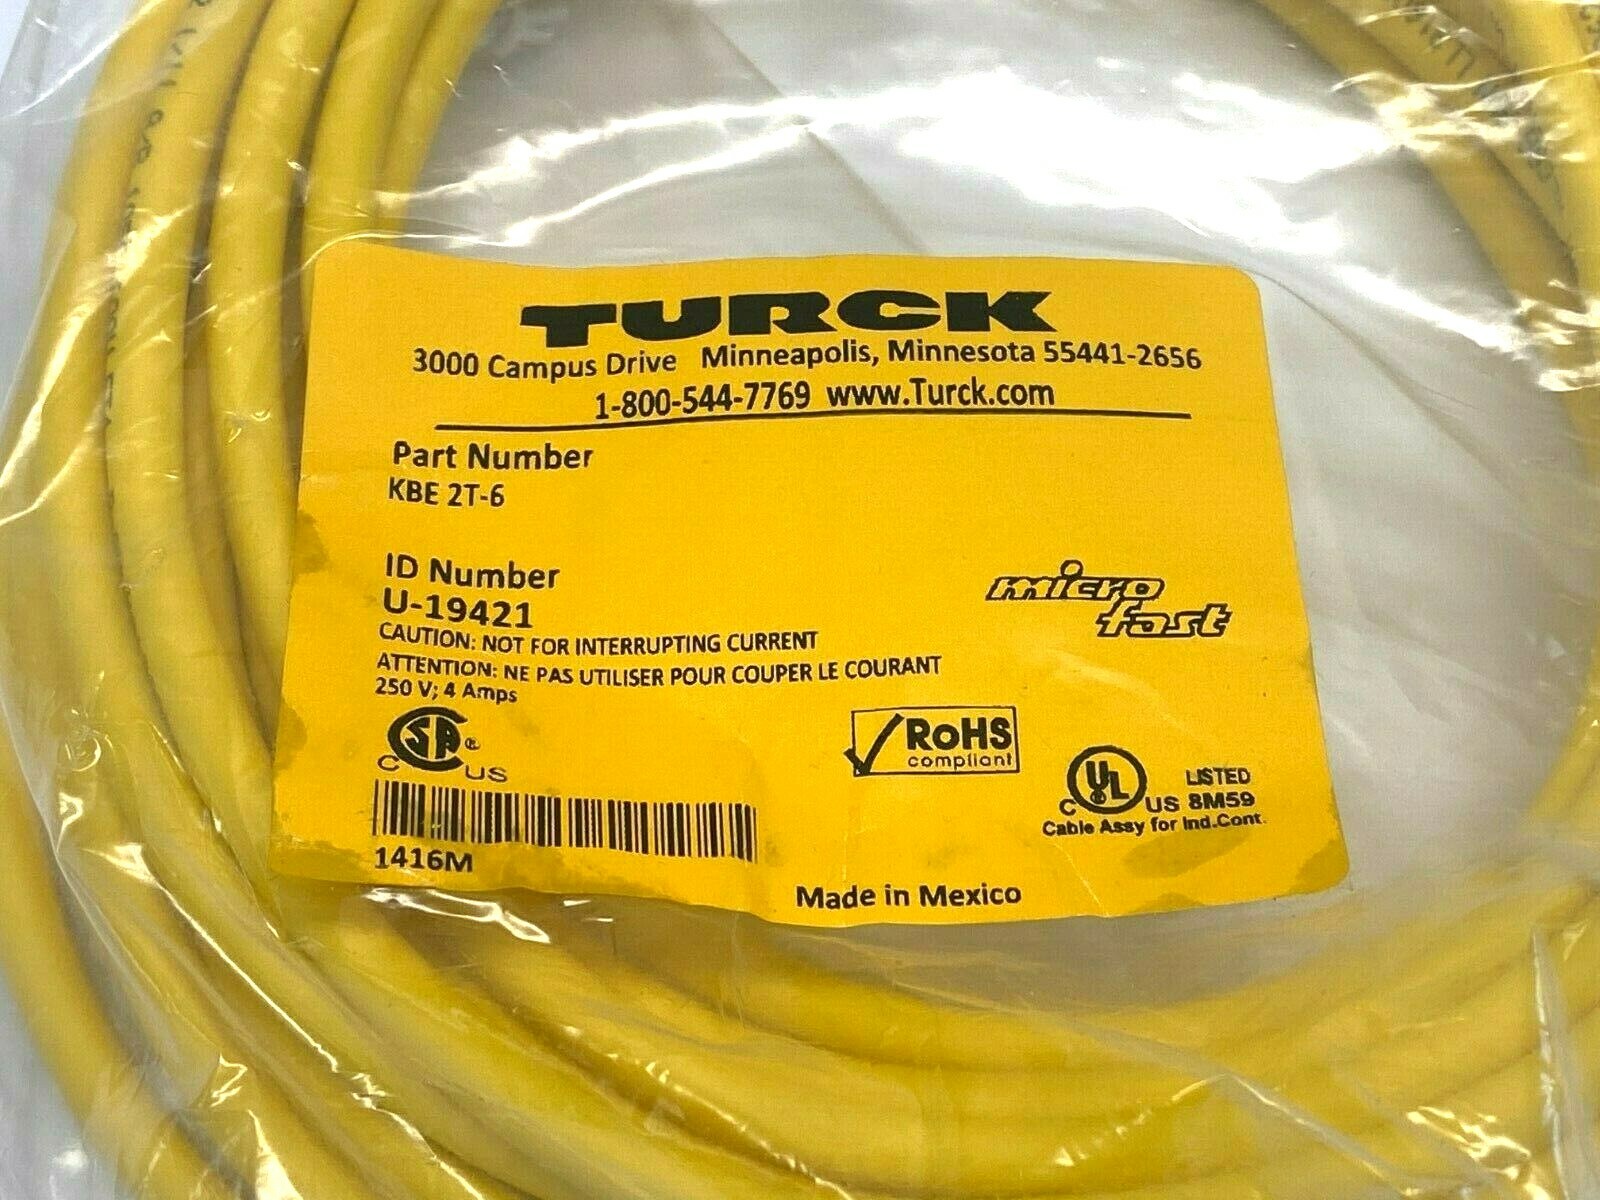 TURCK
3000 Campus Drive Minneapolis, Minnesota 55441-2656
1-800-544-7769 www.Turck.com
Part Number
KBE 2T-6
ID Number
U-19421
CAUTION: NOT FOR INTERRUPTING CURRENT
ATTENTION: NE PAS UTILISER POUR COUPER LE COURANT
250 V; 4 Amps
micro
fast
CSA ®
C US
RoHS
compliant
UL ®
LISTED
C US 8M59
Cable Assy for Ind.Cont.
1416M
Made in Mexico